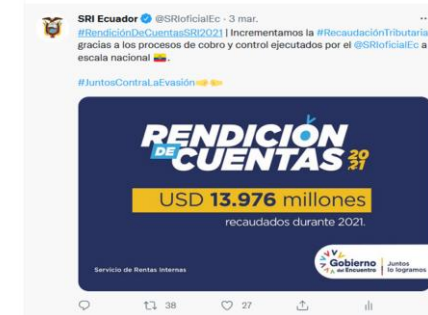 SRI Ecuador @SRIoficialEc · 3 mar.
#RendiciónDeCuentasSRI2021 | Incrementamos la #RecaudaciónTributaria
gracias a los procesos de cobro y control ejecutados por el @SRIoficialEc a
escala nacional.
#JuntosContraLaEvasión
RENDICIÓN
DE CUENTAS 2021
USD 13.976 millones
recaudados durante 2021.
Servicio de Rentas Internas
Gobierno
del Encuentro
Juntos
lo logramos
38
27